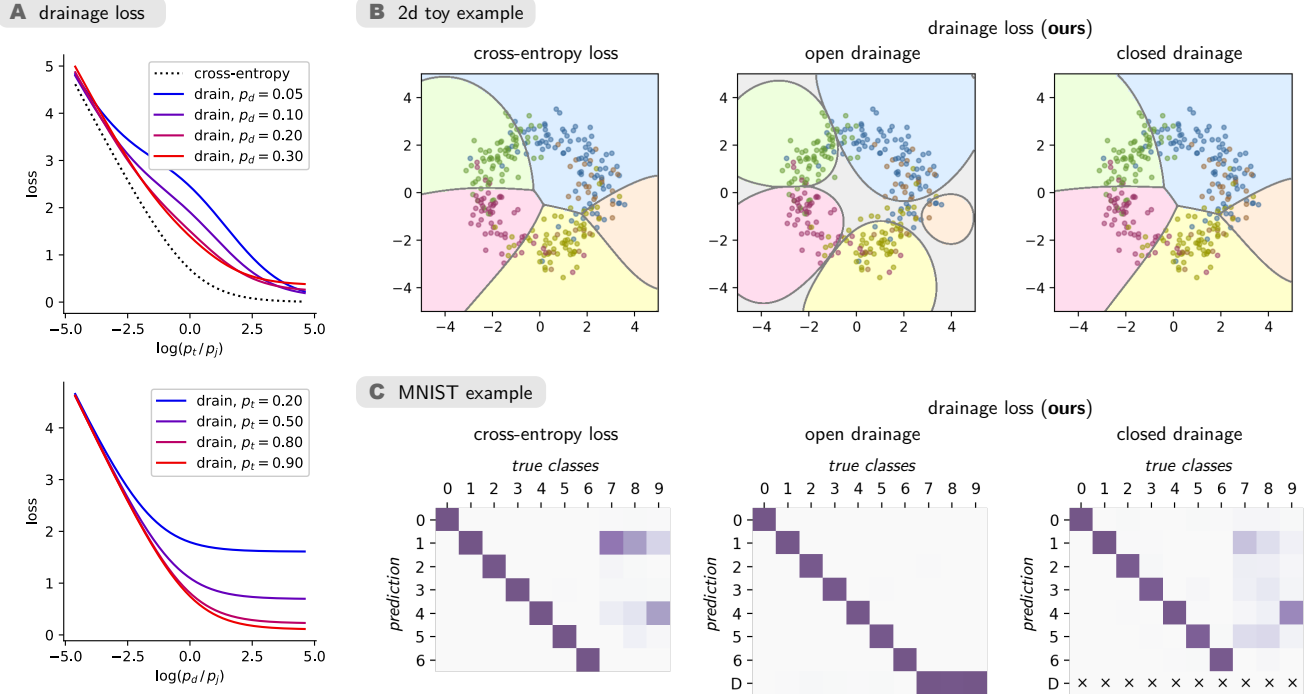 A drainage loss
5
4
3
2
1
0
loss
cross-entropy
drain, p_d = 0.05
drain, p_d = 0.10
drain, p_d = 0.20
drain, p_d = 0.30
−5.0 −2.5 0.0 2.5 5.0
log(p_t/p_j)
4
3
2
1
0
loss
drain, p_t = 0.20
drain, p_t = 0.50
drain, p_t = 0.80
drain, p_t = 0.90
−5.0 −2.5 0.0 2.5 5.0
log(p_d/p_j)
B 2d toy example
drainage loss (ours)
cross-entropy loss
4
2
0
−2
−4
−4 −2 0 2 4
open drainage
4
2
0
−2
−4
−4 −2 0 2 4
closed drainage
4
2
0
−2
−4
−4 −2 0 2 4
C MNIST example
drainage loss (ours)
cross-entropy loss
true classes
0 1 2 3 4 5 6 7 8 9
prediction
0
1
2
3
4
5
6
open drainage
true classes
0 1 2 3 4 5 6 7 8 9
prediction
0
1
2
3
4
5
6
D
closed drainage
true classes
0 1 2 3 4 5 6 7 8 9
prediction
0
1
2
3
4
5
6
D × × × × × × × × × ×